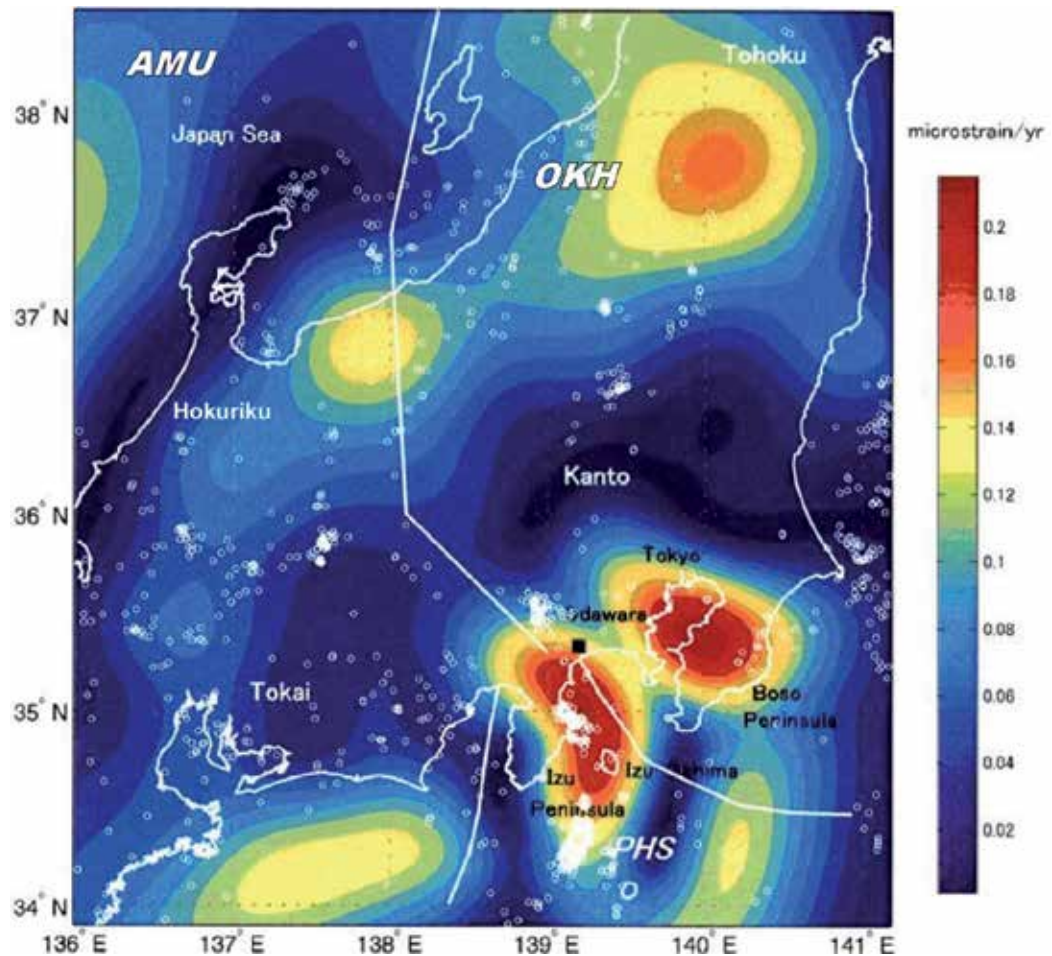 AMU
Tohoku
38° N
Japan Sea
microstrain/yr
OKH
0.2
37° N
0.18
0.16
Hokuriku
0.14
Kanto
0.12
36° N
Tokyo
0.1
0.08
Tokai
35° N
Boso
Peninsula
0.06
Izu
Peninsula
Izu
0.04
PHS
0.02
34° N
136° E
137° E
138° E
139° E
140° E
141° E